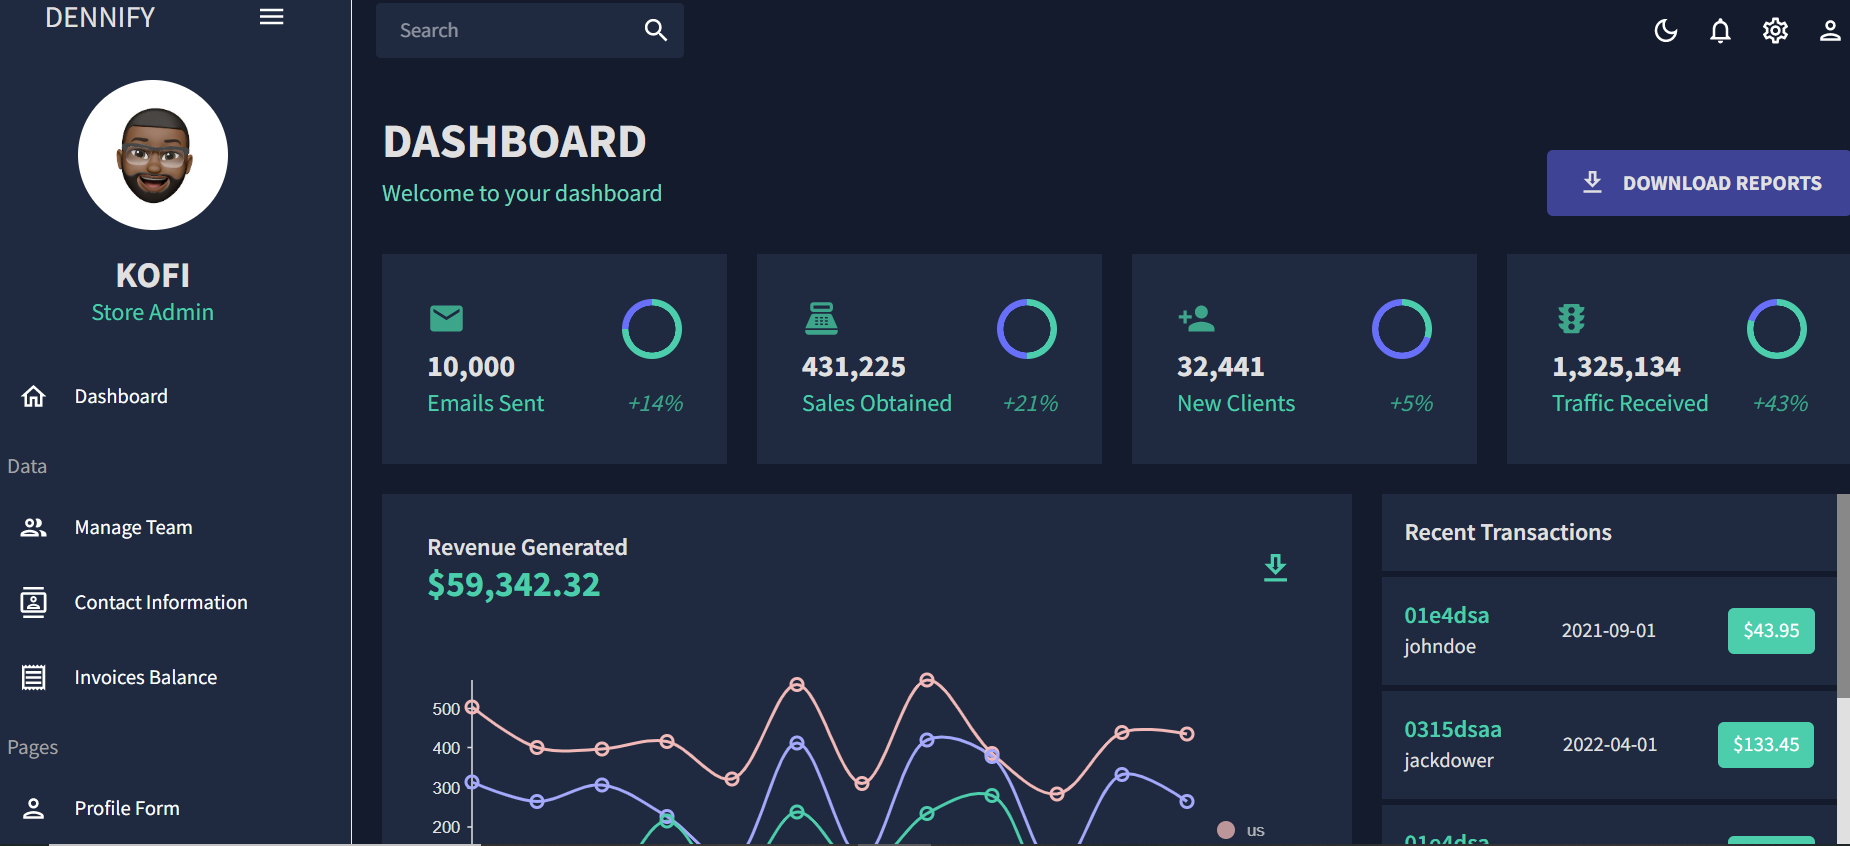 DENNIFY
KOFI
Store Admin
Dashboard
Data
Manage Team
Contact Information
Invoices Balance
Pages
Profile Form
Search
DASHBOARD
Welcome to your dashboard
DOWNLOAD REPORTS
10,000
Emails Sent
+14%
431,225
Sales Obtained
+21%
32,441
New Clients
+5%
1,325,134
Traffic Received
+43%
Revenue Generated
$59,342.32
500
400
300
200
us
Recent Transactions
01e4dsa
johndoe
2021-09-01
$43.95
0315dsaa
jackdower
2022-04-01
$133.45
01e4dsa